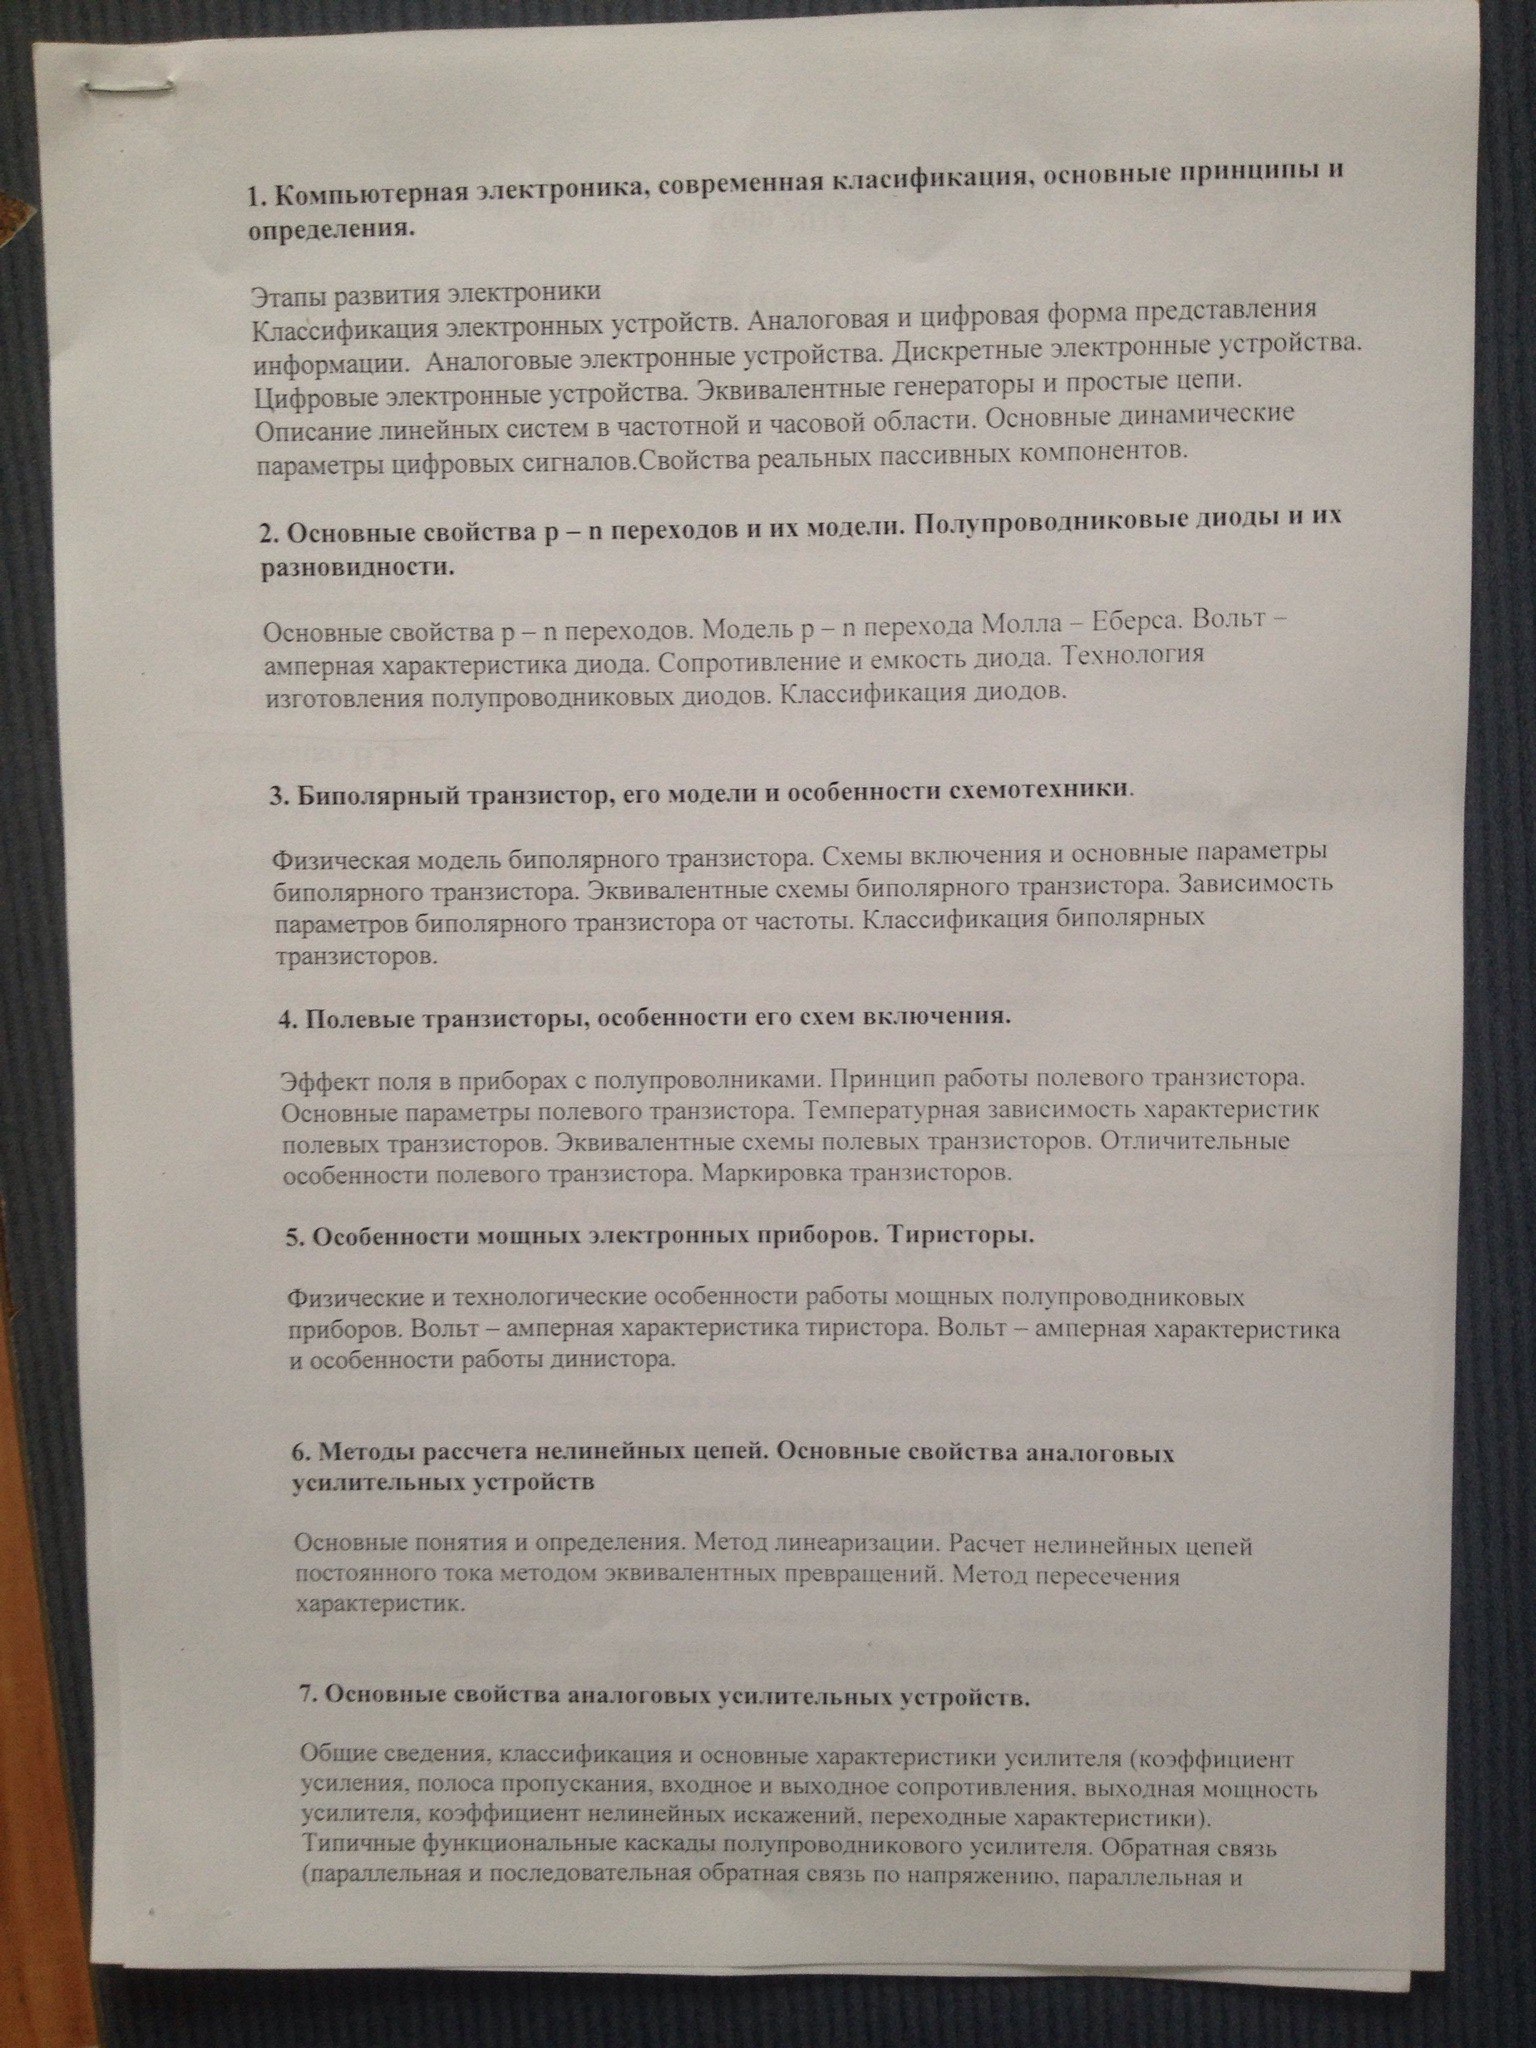 1. Компьютерная электроника, современная класификация, основные принципы и
определения.
Этапы развития электроники
Классификация электронных устройств. Аналоговая и цифровая форма представления
информации.  Аналоговые электронные устройства. Дискретные электронные устройства.
Цифровые электронные устройства. Эквивалентные генераторы и простые цепи.
Описание линейных систем в частотной и часовой области. Основные динамические
параметры цифровых сигналов.Свойства реальных пассивных компонентов.
2. Основные свойства p – n переходов и их модели. Полупроводниковые диоды и их
разновидности.
Основные свойства p – n переходов. Модель p – n перехода Молла – Еберса. Вольт –
амперная характеристика диода. Сопротивление и емкость диода. Технология
изготовления полупроводниковых диодов. Классификация диодов.
3. Биполярный транзистор, его модели и особенности схемотехники.
Физическая модель биполярного транзистора. Схемы включения и основные параметры
биполярного транзистора. Эквивалентные схемы биполярного транзистора. Зависимость
параметров биполярного транзистора от частоты. Классификация биполярных
транзисторов.
4. Полевые транзисторы, особенности его схем включения.
Эффект поля в приборах с полупроволниками. Принцип работы полевого транзистора.
Основные параметры полевого транзистора. Температурная зависимость характеристик
полевых транзисторов. Эквивалентные схемы полевых транзисторов. Отличительные
особенности полевого транзистора. Маркировка транзисторов.
5. Особенности мощных электронных приборов. Тиристоры.
Физические и технологические особенности работы мощных полупроводниковых
приборов. Вольт – амперная характеристика тиристора. Вольт – амперная характеристика
и особенности работы динистора.
6. Методы рассчета нелинейных цепей. Основные свойства аналоговых
усилительных устройств
Основные понятия и определения. Метод линеаризации. Расчет нелинейных цепей
постоянного тока методом эквивалентных превращений. Метод пересечения
характеристик.
7. Основные свойства аналоговых усилительных устройств.
Общие сведения, классификация и основные характеристики усилителя (коэффициент
усиления, полоса пропускания, входное и выходное сопротивления, выходная мощность
усилителя, коэффициент нелинейных искажений, переходные характеристики).
Типичные функциональные каскады полупроводникового усилителя. Обратная связь
(параллельная и последовательная обратная связь по напряжению, параллельная и